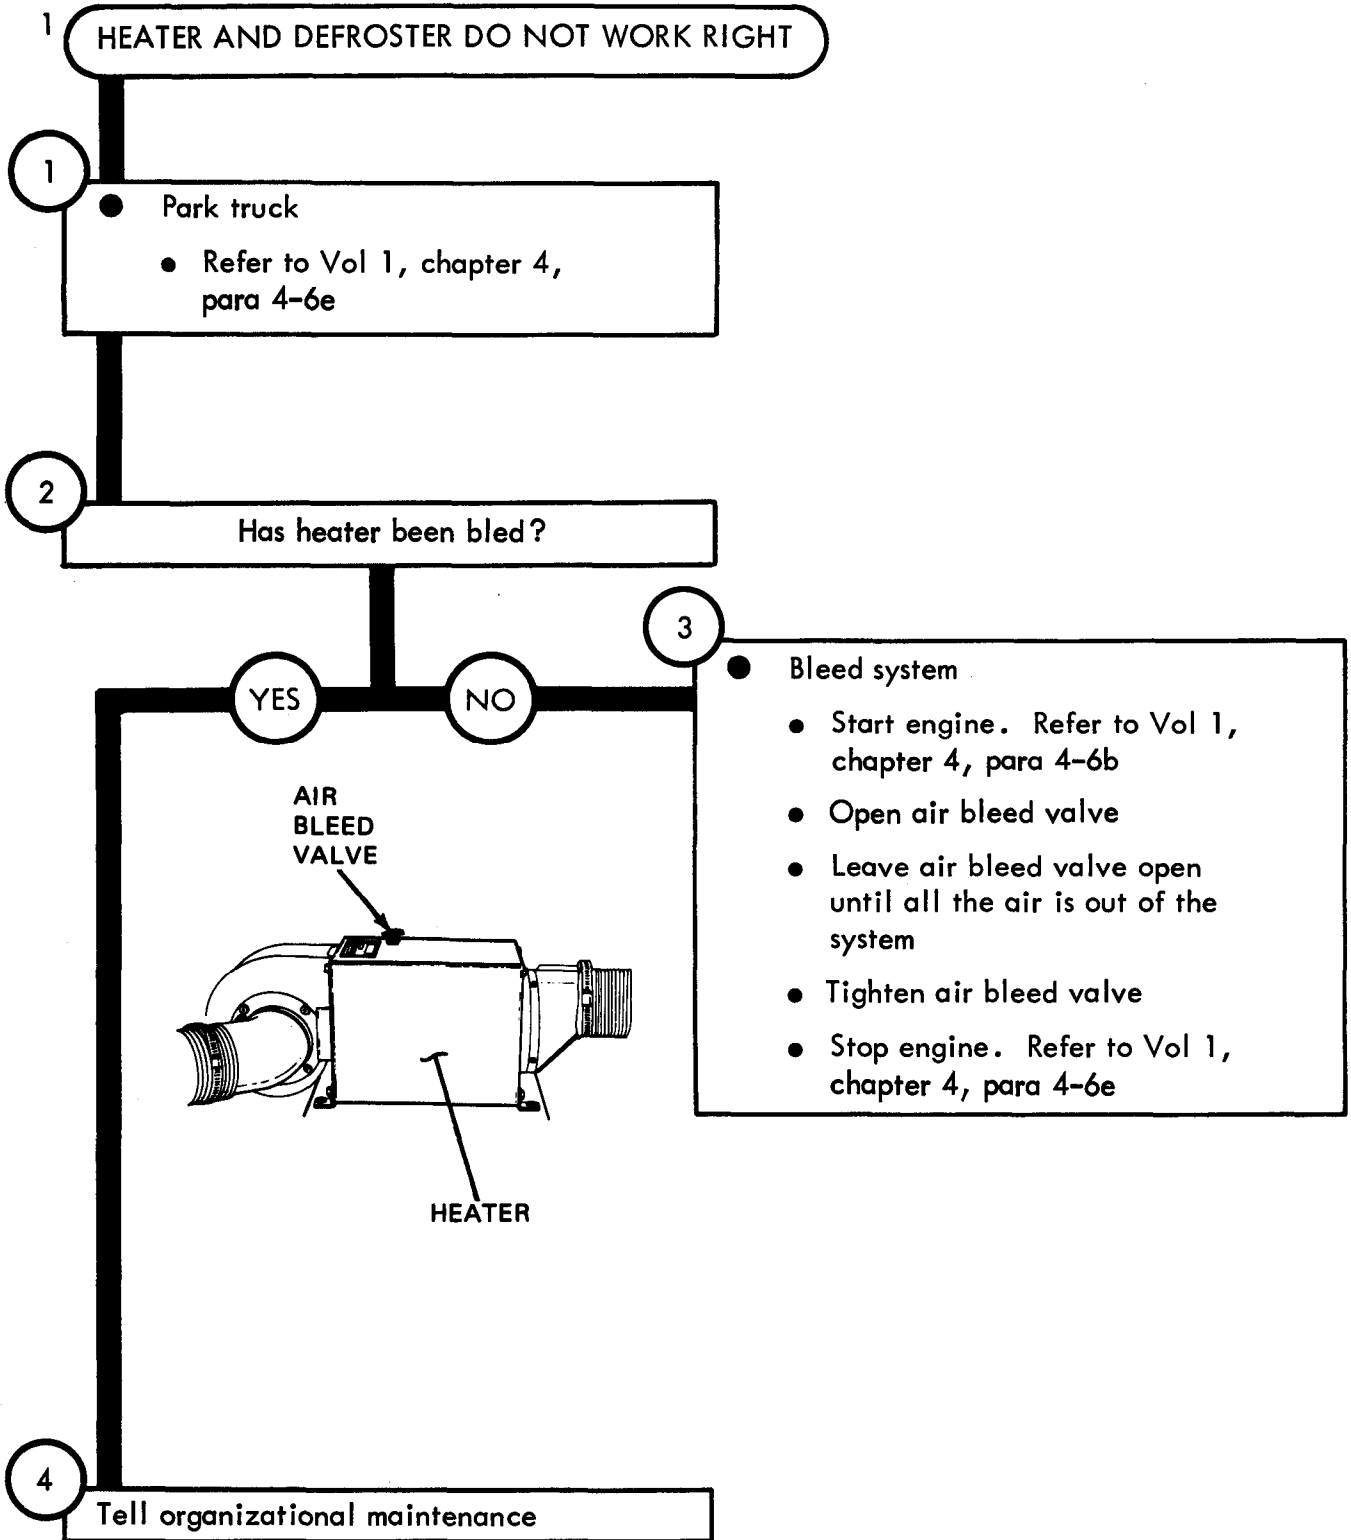 1 HEATER AND DEFROSTER DO NOT WORK RIGHT
1
● Park truck
● Refer to Vol 1, chapter 4,
para 4-6e
2
Has heater been bled?
YES
NO
3
● Bleed system
● Start engine. Refer to Vol 1,
chapter 4, para 4-6b
● Open air bleed valve
● Leave air bleed valve open
until all the air is out of the
system
● Tighten air bleed valve
● Stop engine. Refer to Vol 1,
chapter 4, para 4-6e
AIR
BLEED
VALVE
HEATER
4
Tell organizational maintenance